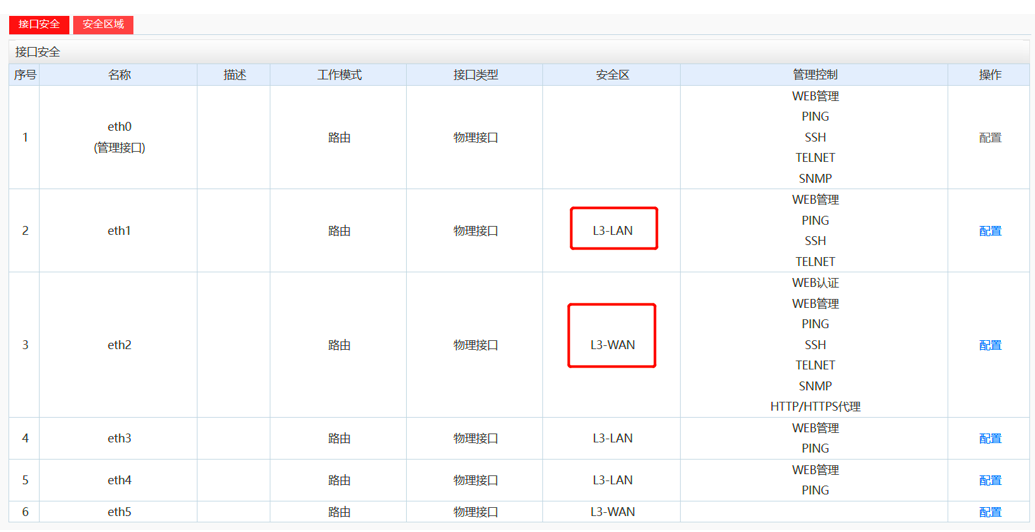 接口安全 安全区域
接口安全
序号 名称 描述 工作模式 接口类型 安全区 管理控制 操作
1 eth0 (管理接口) 路由 物理接口 WEB管理 配置
PING
SSH
TELNET
SNMP
2 eth1 路由 物理接口 L3-LAN WEB管理 配置
PING
SSH
TELNET
3 eth2 路由 物理接口 L3-WAN WEB认证 配置
WEB管理
PING
SSH
TELNET
SNMP
HTTP/HTTPS代理
4 eth3 路由 物理接口 L3-LAN WEB管理 配置
PING
5 eth4 路由 物理接口 L3-LAN WEB管理 配置
PING
6 eth5 路由 物理接口 L3-WAN 配置